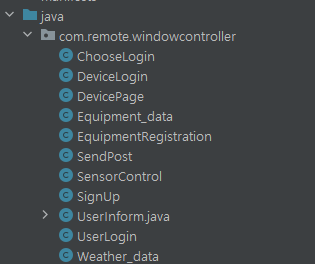 java
com.remote.windowcontroller
ChooseLogin
DeviceLogin
DevicePage
Equipment_data
EquipmentRegistration
SendPost
SensorControl
SignUp
UserInform.java
UserLogin
Weather_data